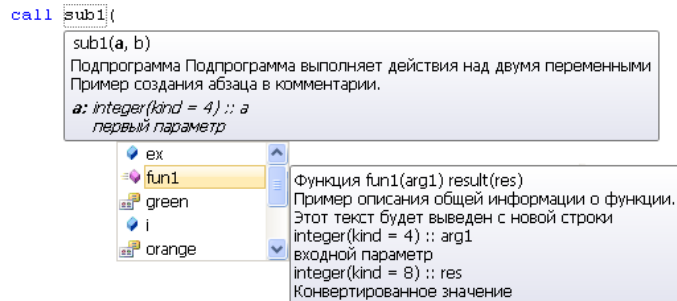 call sub1(
sub1(a, b)
Подпрограмма Подпрограмма выполняет действия над двумя переменными
Пример создания абзаца в комментарии.
a: integer(kind = 4) :: a
первый параметр
ex
fun1
green
i
orange
Функция fun1(arg1) result(res)
Пример описания общей информации о функции.
Этот текст будет выведен с новой строки
integer(kind = 4) :: arg1
входной параметр
integer(kind = 8) :: res
Конвертированное значение